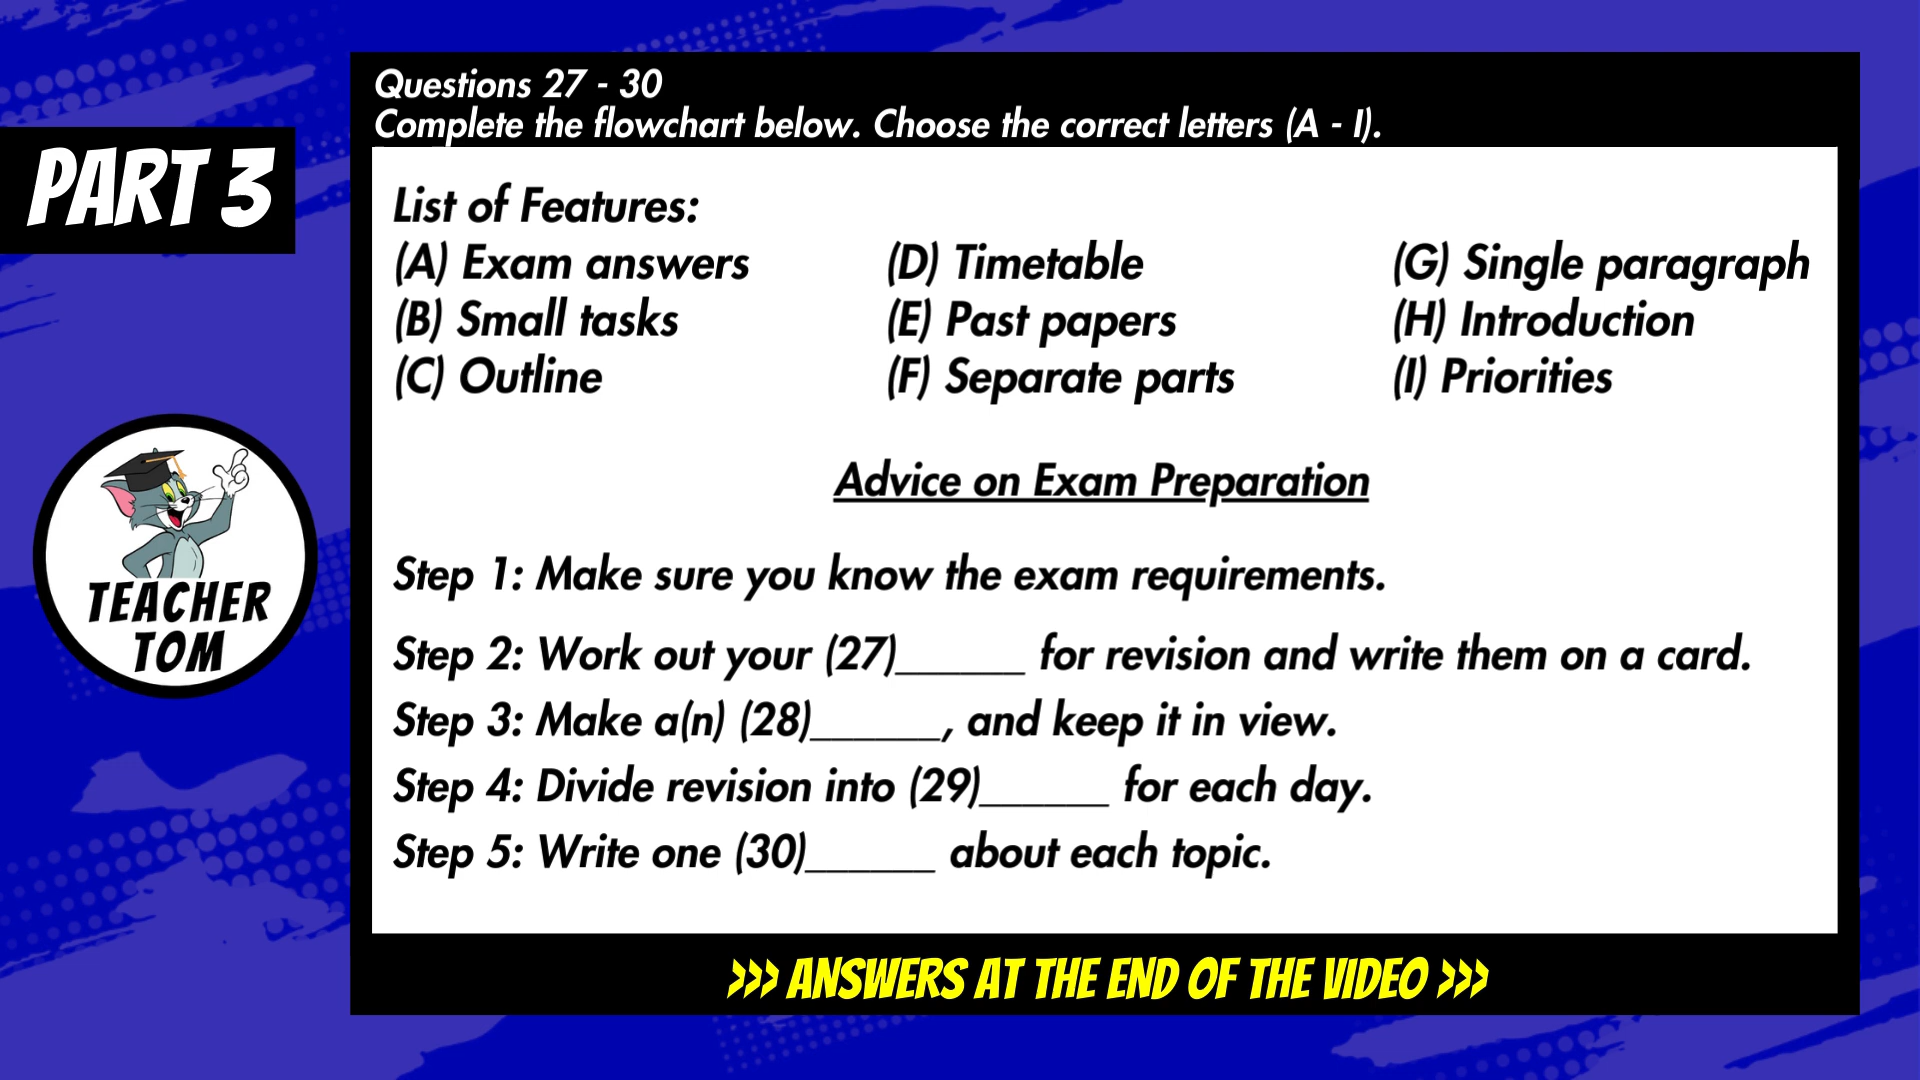 Questions 27 - 30
Complete the flowchart below. Choose the correct letters (A - I).
PART 3
List of Features:
(A) Exam answers (D) Timetable (G) Single paragraph
(B) Small tasks (E) Past papers (H) Introduction
(C) Outline (F) Separate parts (I) Priorities
Advice on Exam Preparation
Step 1: Make sure you know the exam requirements.
Step 2: Work out your (27)______ for revision and write them on a card.
Step 3: Make a(n) (28)______, and keep it in view.
Step 4: Divide revision into (29)______ for each day.
Step 5: Write one (30)______ about each topic.
TEACHER
TOM
>>> ANSWERS AT THE END OF THE VIDEO >>>